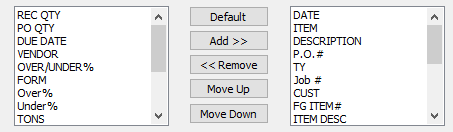 REC QTY
PO QTY
DUE DATE
VENDOR
OVER/UNDER%
FORM
Over%
Under%
TONS
Default
Add >>
<< Remove
Move Up
Move Down
DATE
ITEM
DESCRIPTION
P.O. #
TY
Job #
CUST
FG ITEM#
ITEM DESC